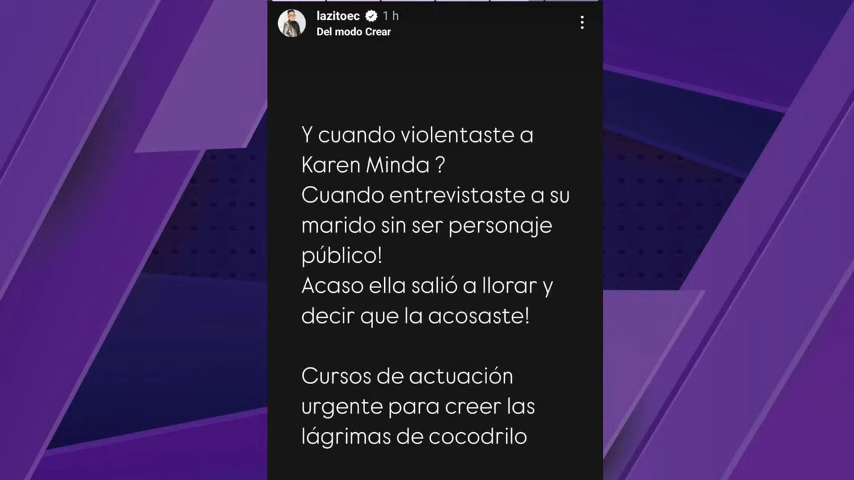 lazitoec 1 h
Del modo Crear
Y cuando violentaste a
Karen Minda ?
Cuando entrevistaste a su
marido sin ser personaje
público!
Acaso ella salió a llorar y
decir que la acosaste!
Cursos de actuación
urgente para creer las
lágrimas de cocodrilo